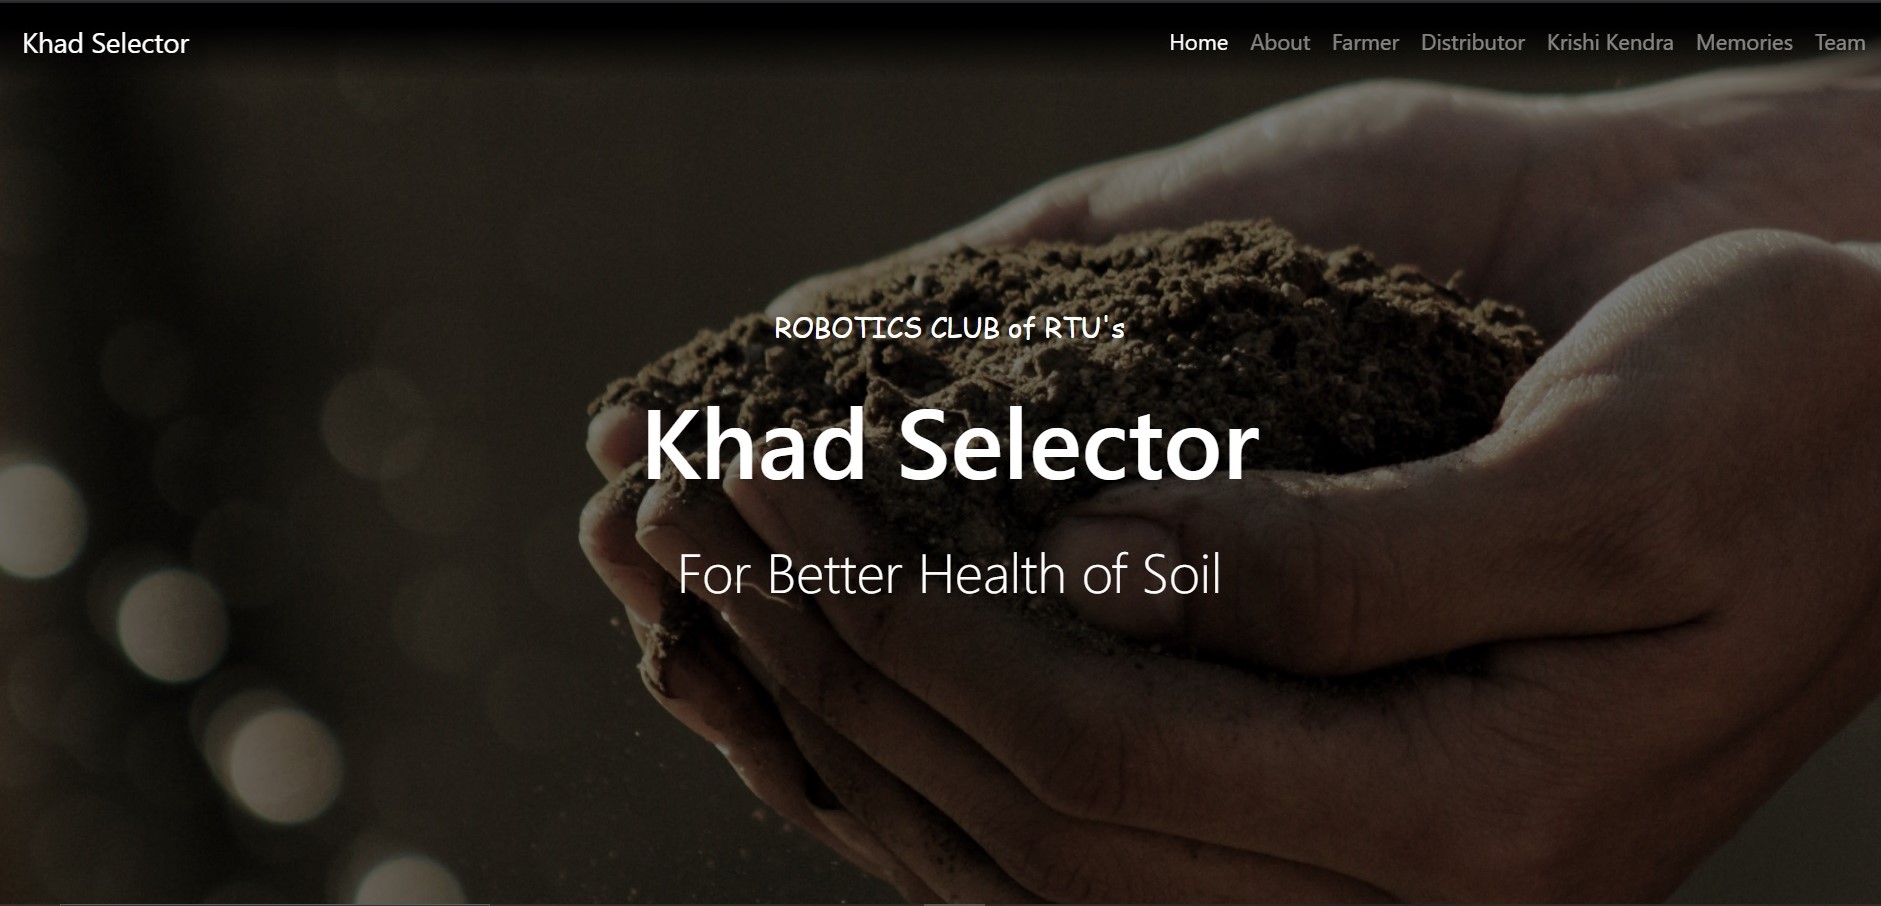 Khad Selector
Home About Farmer Distributor Krishi Kendra Memories Team
ROBOTICS CLUB of RTU's
Khad Selector
For Better Health of Soil